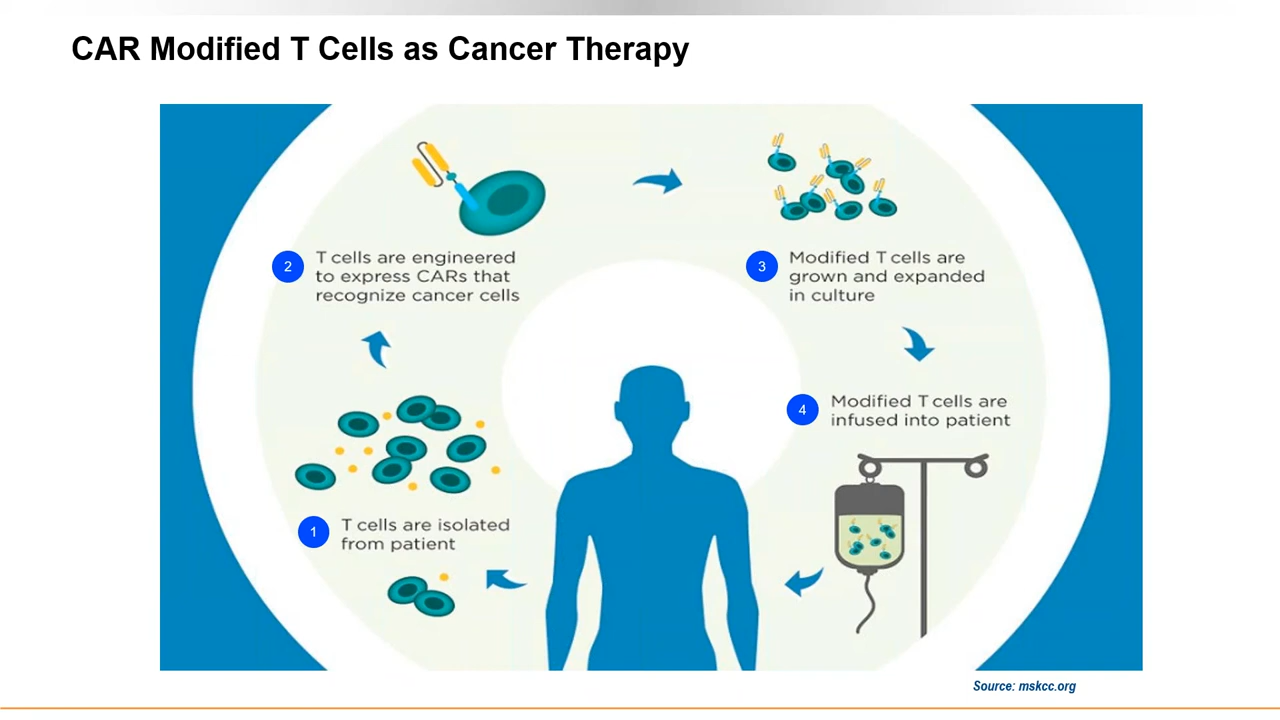 CAR Modified T Cells as Cancer Therapy
2
T cells are engineered
to express CARs that
recognize cancer cells
3
Modified T cells are
grown and expanded
in culture
4
Modified T cells are
infused into patient
1
T cells are isolated
from patient
Source: mskcc.org